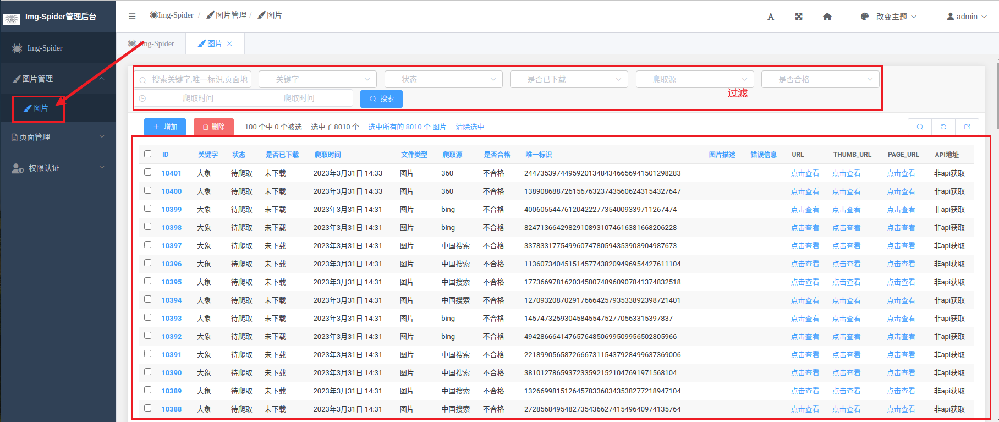 Img-Spider管理后台
Img-Spider
图片管理
图片
页面管理
权限认证
Img-Spider / 图片管理 / 图片
改变主题
admin
Img-Spider
图片
搜索关键字,唯一标识,页面地 关键字 状态 是否已下载 爬取源 是否合格
爬取时间 - 爬取时间 搜索
过滤
增加 删除 100 个中 0 个被选 选中了 8010 个 选中所有的 8010 个 图片 清除选中
ID 关键字 状态 是否已下载 爬取时间 文件类型 爬取源 是否合格 唯一标识 图片描述 错误信息 URL THUMB_URL PAGE_URL API地址
10401 大象 待爬取 未下载 2023年3月31日 14:33 图片 360 不合格 244735397449592013484346656941501298283 点击查看 点击查看 点击查看 非api获取
10400 大象 待爬取 未下载 2023年3月31日 14:33 图片 360 不合格 138908688726156763237435606243154327647 点击查看 点击查看 点击查看 非api获取
10399 大象 待爬取 未下载 2023年3月31日 14:31 图片 bing 不合格 40060554476120422277354009339711267474 点击查看 点击查看 点击查看 非api获取
10398 大象 待爬取 未下载 2023年3月31日 14:31 图片 bing 不合格 82471366429829108931074616381668206228 点击查看 点击查看 点击查看 非api获取
10397 大象 待爬取 未下载 2023年3月31日 14:31 图片 中国搜索 不合格 33783317754996074780594353908904987673 点击查看 点击查看 点击查看 非api获取
10396 大象 待爬取 未下载 2023年3月31日 14:31 图片 中国搜索 不合格 113607340451514577438209496954427611104 点击查看 点击查看 点击查看 非api获取
10395 大象 待爬取 未下载 2023年3月31日 14:31 图片 中国搜索 不合格 177366978162034580748960907841374832518 点击查看 点击查看 点击查看 非api获取
10394 大象 待爬取 未下载 2023年3月31日 14:31 图片 中国搜索 不合格 127093208702917666425793533892398721401 点击查看 点击查看 点击查看 非api获取
10393 大象 待爬取 未下载 2023年3月31日 14:31 图片 bing 不合格 1457473259304584554752770563315397837 点击查看 点击查看 点击查看 非api获取
10392 大象 待爬取 未下载 2023年3月31日 14:31 图片 bing 不合格 49428666414765764850699509956502805966 点击查看 点击查看 点击查看 非api获取
10391 大象 待爬取 未下载 2023年3月31日 14:31 图片 中国搜索 不合格 221899056587266673115437928499637369006 点击查看 点击查看 点击查看 非api获取
10390 大象 待爬取 未下载 2023年3月31日 14:31 图片 中国搜索 不合格 38101278659372335921521047691971568104 点击查看 点击查看 点击查看 非api获取
10389 大象 待爬取 未下载 2023年3月31日 14:31 图片 中国搜索 不合格 132669981512645783360343538277218947104 点击查看 点击查看 点击查看 非api获取
10388 大象 待爬取 未下载 2023年3月31日 14:31 图片 中国搜索 不合格 272856849548273543662741549640974135764 点击查看 点击查看 点击查看 非api获取